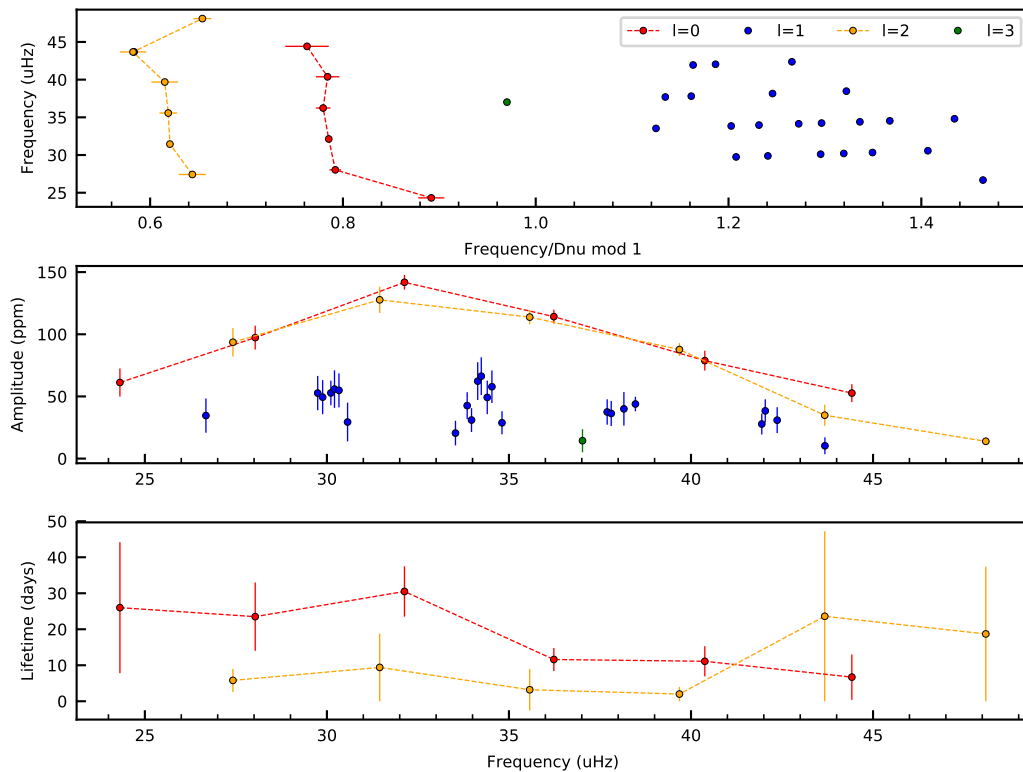 l=0 l=1 l=2 l=3
Frequency (uHz)
45
40
35
30
25
0.6 0.8 1.0 1.2 1.4
Frequency/Dnu mod 1
Amplitude (ppm)
150
100
50
0
25 30 35 40 45
Lifetime (days)
50
40
30
20
10
0
25 30 35 40 45
Frequency (uHz)